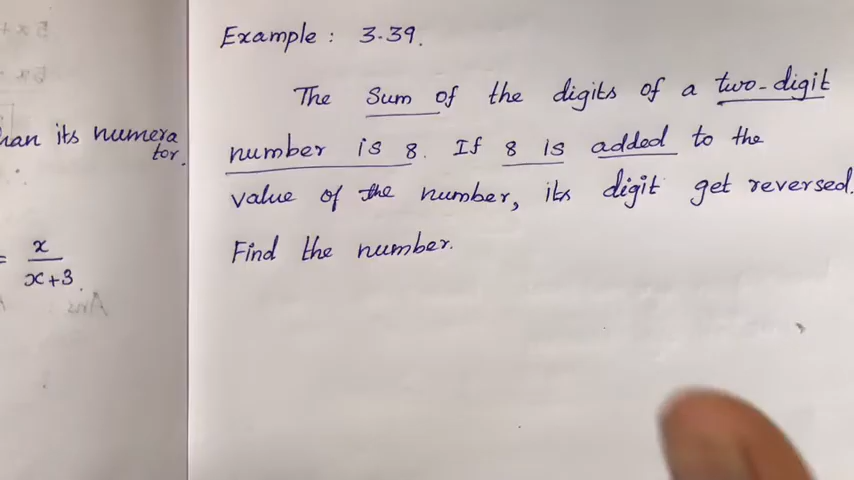 han its numera
tor.
= x / x+3.
Example : 3.39.
The Sum of the digits of a two-digit
number is 8. If 8 is added to the
value of the number, its digit get reversed.
Find the number.